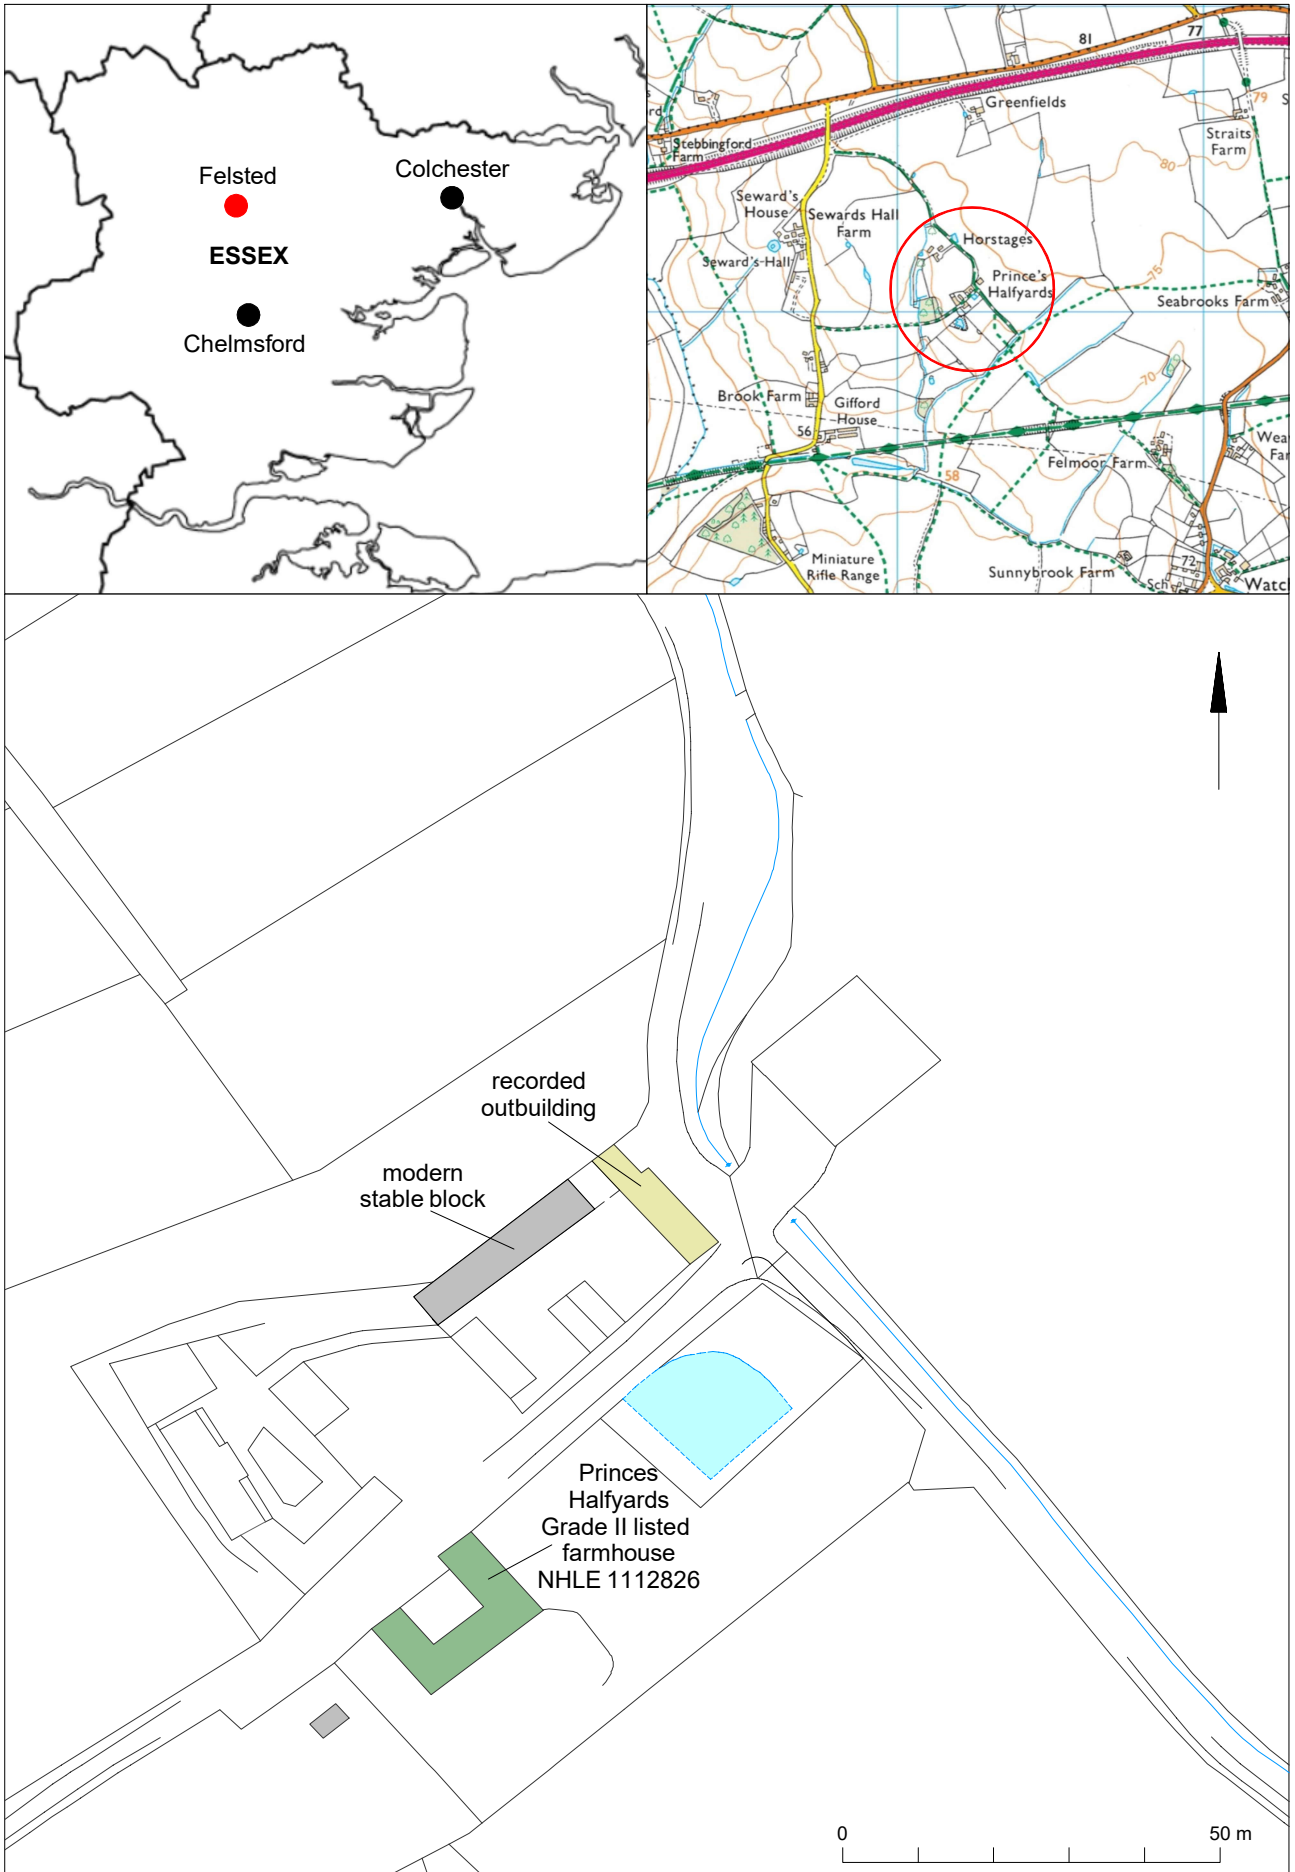 Felsted
Colchester
ESSEX
Chelmsford
81
77
79
Greenfields
Stebbingford
Farm
Straits
Farm
80
Seward's
House
Sewards Hall
Farm
Horstages
Seward's Hall
Prince's
Halfyards
75
Seabrooks Farm
70
Brook Farm
Gifford
House
56
58
Felmoor Farm
Miniature
Rifle Range
Sunnybrook Farm
Sch
72
Watch
recorded
outbuilding
modern
stable block
Princes
Halfyards
Grade II listed
farmhouse
NHLE 1112826
0
50 m